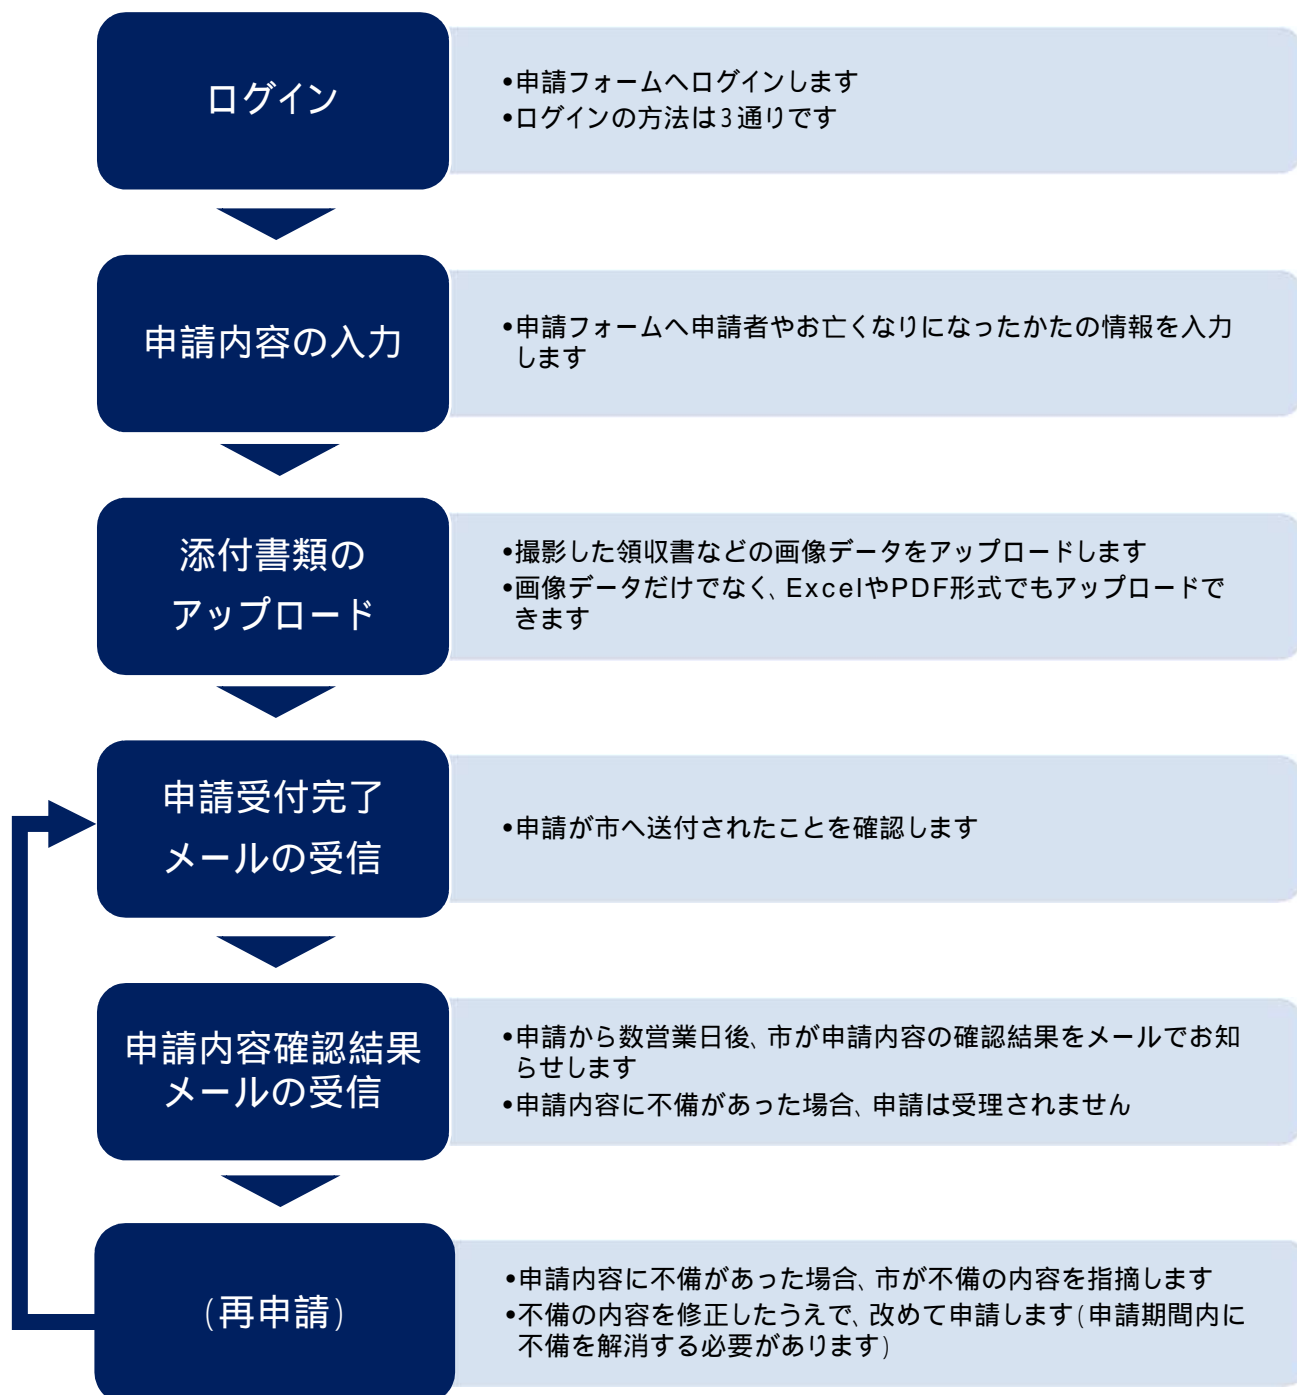 ログイン
•申請フォームへログインします
•ログインの方法は3通りです
申請内容の入力
•申請フォームへ申請者やお亡くなりになったかたの情報を入力
します
添付書類の
アップロード
•撮影した領収書などの画像データをアップロードします
•画像データだけでなく、ExcelやPDF形式でもアップロードで
きます
申請受付完了
メールの受信
•申請が市へ送付されたことを確認します
申請内容確認結果
メールの受信
•申請から数営業日後、市が申請内容の確認結果をメールでお知
らせします
•申請内容に不備があった場合、申請は受理されません
(再申請)
•申請内容に不備があった場合、市が不備の内容を指摘します
•不備の内容を修正したうえで、改めて申請します(申請期間内に
不備を解消する必要があります)